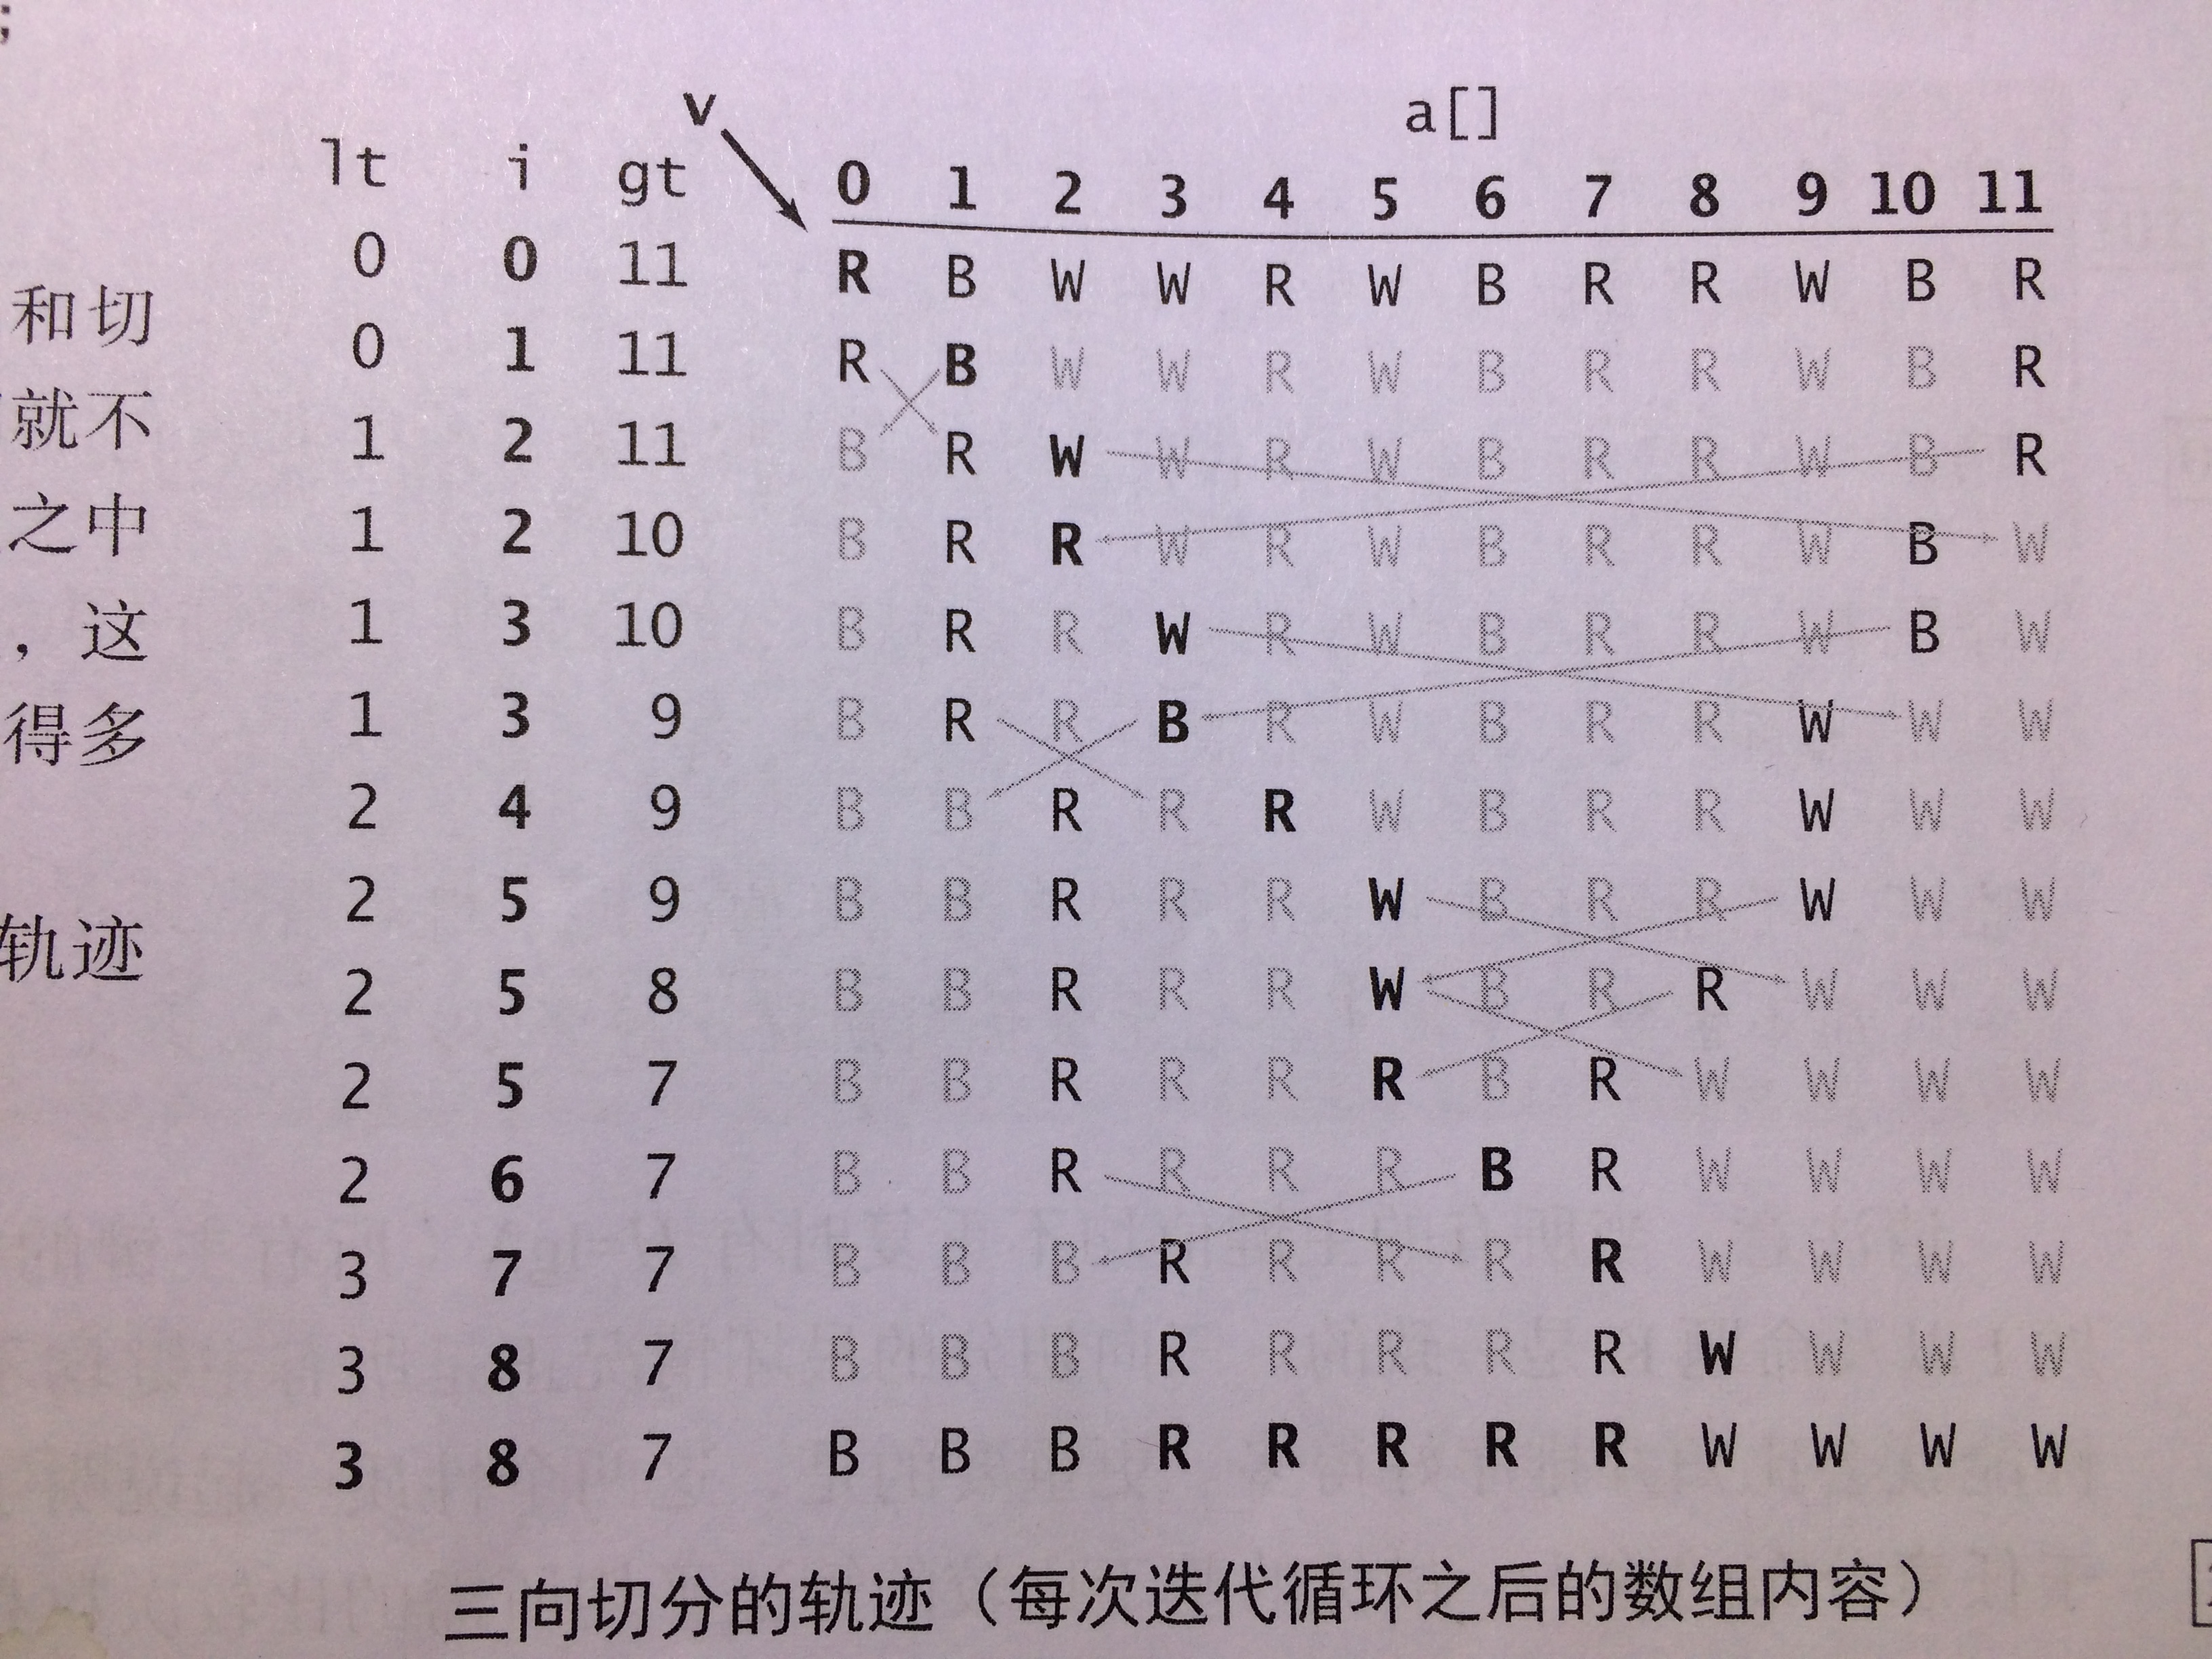 ;
v a[]
lt i gt 0 1 2 3 4 5 6 7 8 9 10 11
0 0 11 R B W W R W B R R W B R
和切
0 1 11 R B W W R W B R R W B R
就不
1 2 11 B R W W R W B R R W B R
之中
1 2 10 B R R W R W B R R W B W
，这
1 3 10 B R R W R W B R R W B W
得多
1 3 9 B R R B R W B R R W W W
2 4 9 B B R R R W B R R W W W
2 5 9 B B R R R W B R R W W W
轨迹
2 5 8 B B R R R W B R R W W W
2 5 7 B B R R R R B R W W W W
2 6 7 B B R R R R B R W W W W
3 7 7 B B B R R R R R W W W W
3 8 7 B B B R R R R R W W W W
3 8 7 B B B R R R R R W W W W
三向切分的轨迹（每次迭代循环之后的数组内容）